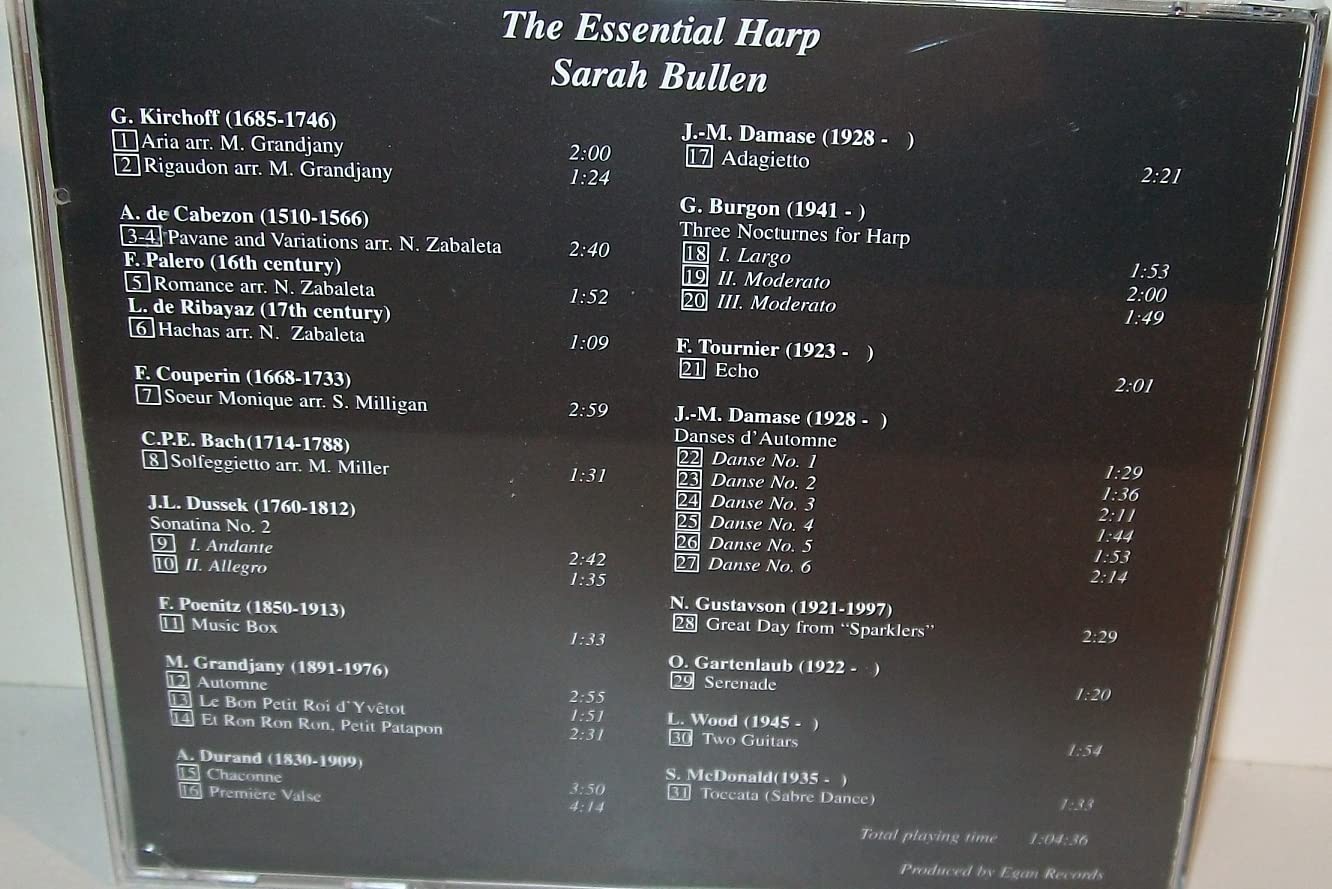 The Essential Harp
Sarah Bullen
G. Kirchoff (1685-1746)
1 Aria arr. M. Grandjany 2:00
2 Rigaudon arr. M. Grandjany 1:24
A. de Cabezon (1510-1566)
3-4 Pavane and Variations arr. N. Zabaleta 2:40
F. Palero (16th century)
5 Romance arr. N. Zabaleta 1:52
L. de Ribayaz (17th century)
6 Hachas arr. N. Zabaleta 1:09
F. Couperin (1668-1733)
7 Soeur Monique arr. S. Milligan 2:59
C.P.E. Bach(1714-1788)
8 Solfeggietto arr. M. Miller 1:31
J.L. Dussek (1760-1812)
Sonatina No. 2
9 I. Andante 2:42
10 II. Allegro 1:35
F. Poenitz (1850-1913)
11 Music Box 1:33
M. Grandjany (1891-1976)
12 Automne 2:55
13 Le Bon Petit Roi d'Yvêtot 1:51
14 Et Ron Ron Ron, Petit Patapon 2:31
A. Durand (1830-1909)
15 Chaconne 3:50
16 Première Valse 4:14
J.-M. Damase (1928 - )
17 Adagietto 2:21
G. Burgon (1941 - )
Three Nocturnes for Harp
18 I. Largo 1:53
19 II. Moderato 2:00
20 III. Moderato 1:49
F. Tournier (1923 - )
21 Echo 2:01
J.-M. Damase (1928 - )
Danses d'Automne
22 Danse No. 1 1:29
23 Danse No. 2 1:36
24 Danse No. 3 2:11
25 Danse No. 4 1:44
26 Danse No. 5 1:53
27 Danse No. 6 2:14
N. Gustavson (1921-1997)
28 Great Day from "Sparklers" 2:29
O. Gartenlaub (1922 - )
29 Serenade 1:20
L. Wood (1945 - )
30 Two Guitars 1:54
S. McDonald(1935 - )
31 Toccata (Sabre Dance) 1:33
Total playing time 1:04:36
Produced by Egan Records